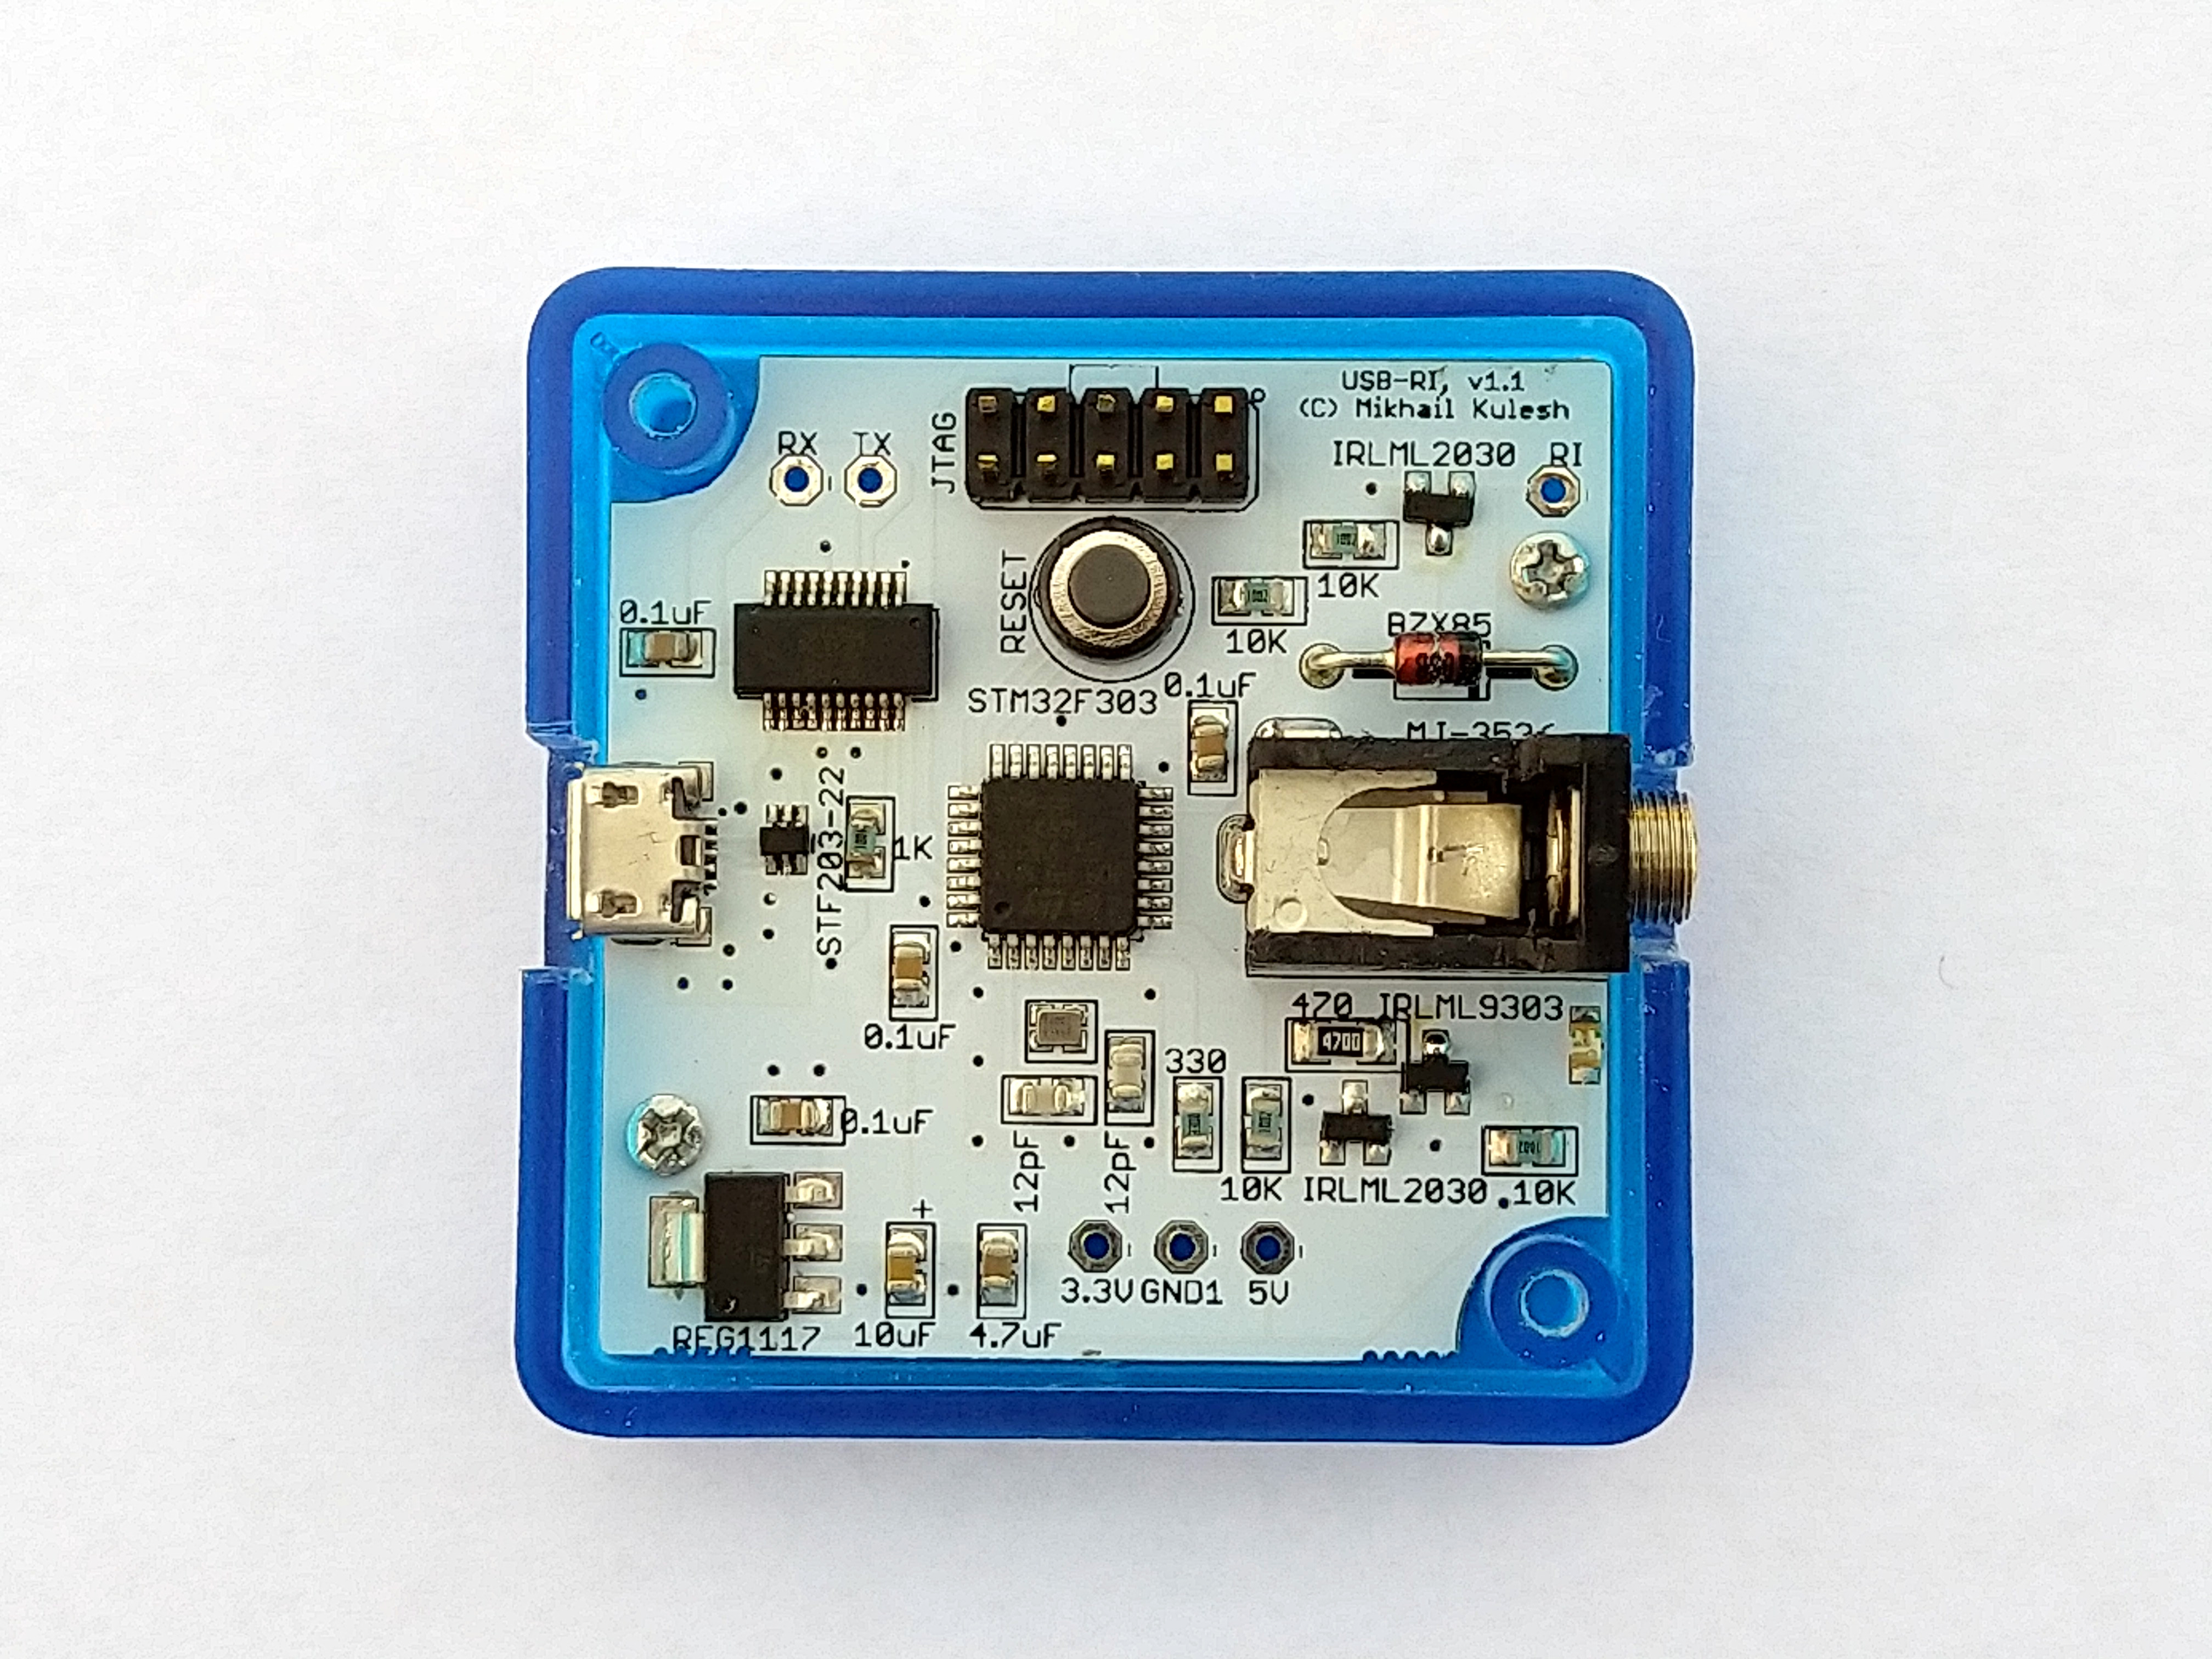 USB-RI, v1.1
(C) Mikhail Kulesh
JTAG
RX TX
IRLML2030 RI
10K
10K
RESET
0.1uF
BZX85
STM32F303
0.1uF
MJ-3536
STF203-22
1K
0.1uF
470 IRLML9303
4700
330
0.1uF
12pF
12pF
10K
IRLML2030
10K
3.3V GND1 5V
+
REG1117
10uF
4.7uF